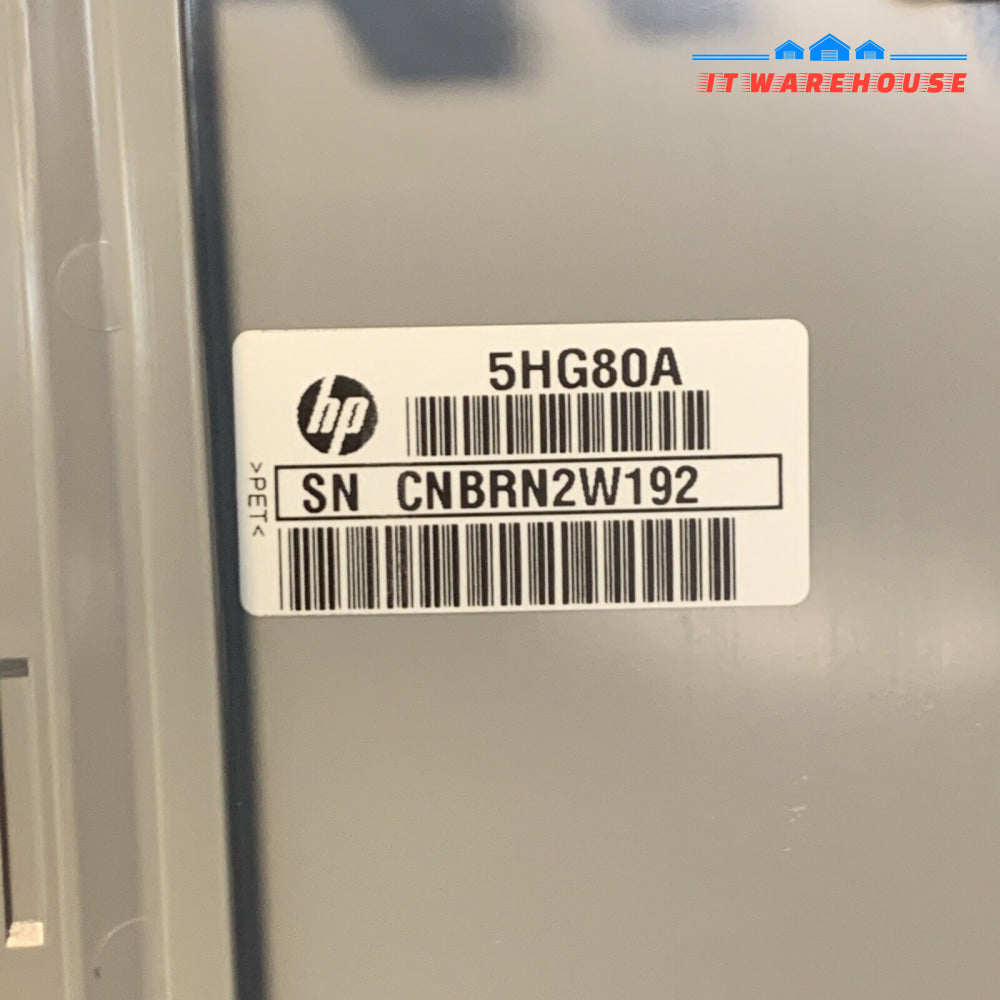 IT WAREHOUSE
hp
5HG80A
SN CNBRN2W192
>PET<